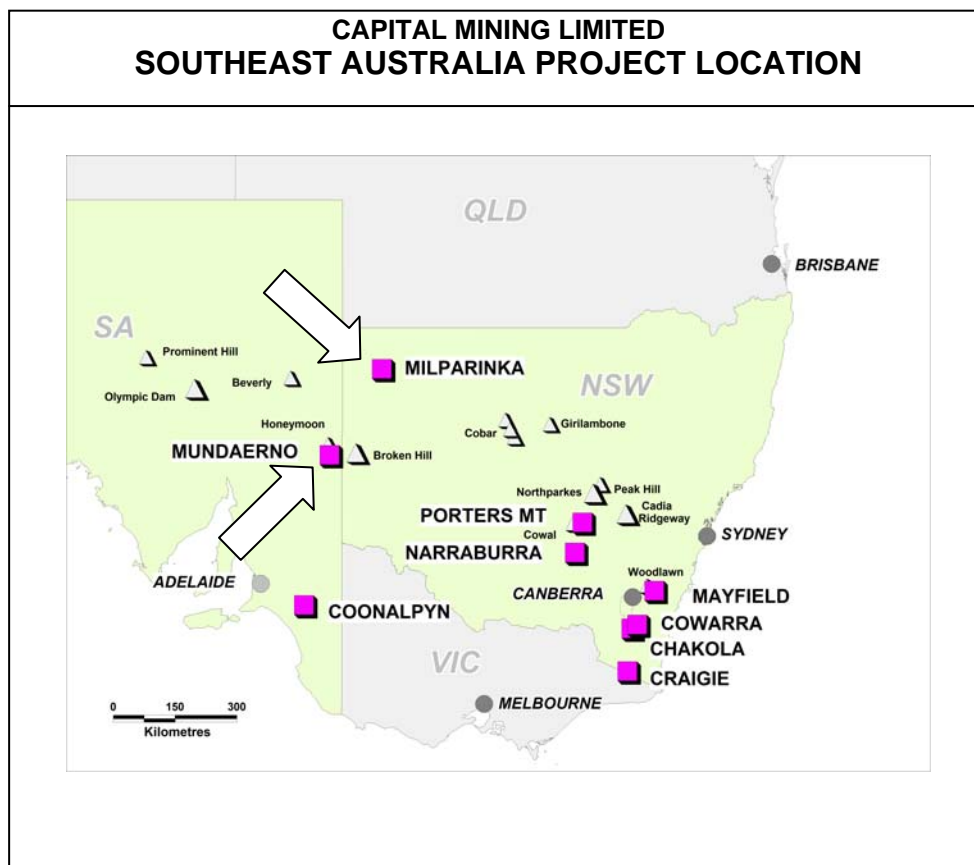 CAPITAL MINING LIMITED
SOUTHEAST AUSTRALIA PROJECT LOCATION
QLD
BRISBANE
SA
Prominent Hill
MILPARINKA
NSW
Beverly
Olympic Dam
Honeymoon
Cobar
Girilambone
MUNDAERNO
Broken Hill
Northparkes
Peak Hill
Cadia
Ridgeway
PORTERS MT
Cowal
SYDNEY
NARRABURRA
Woodlawn
ADELAIDE
CANBERRA
MAYFIELD
COONALPYN
COWARRA
CHAKOLA
VIC
CRAIGIE
MELBOURNE
0 150 300
Kilometres